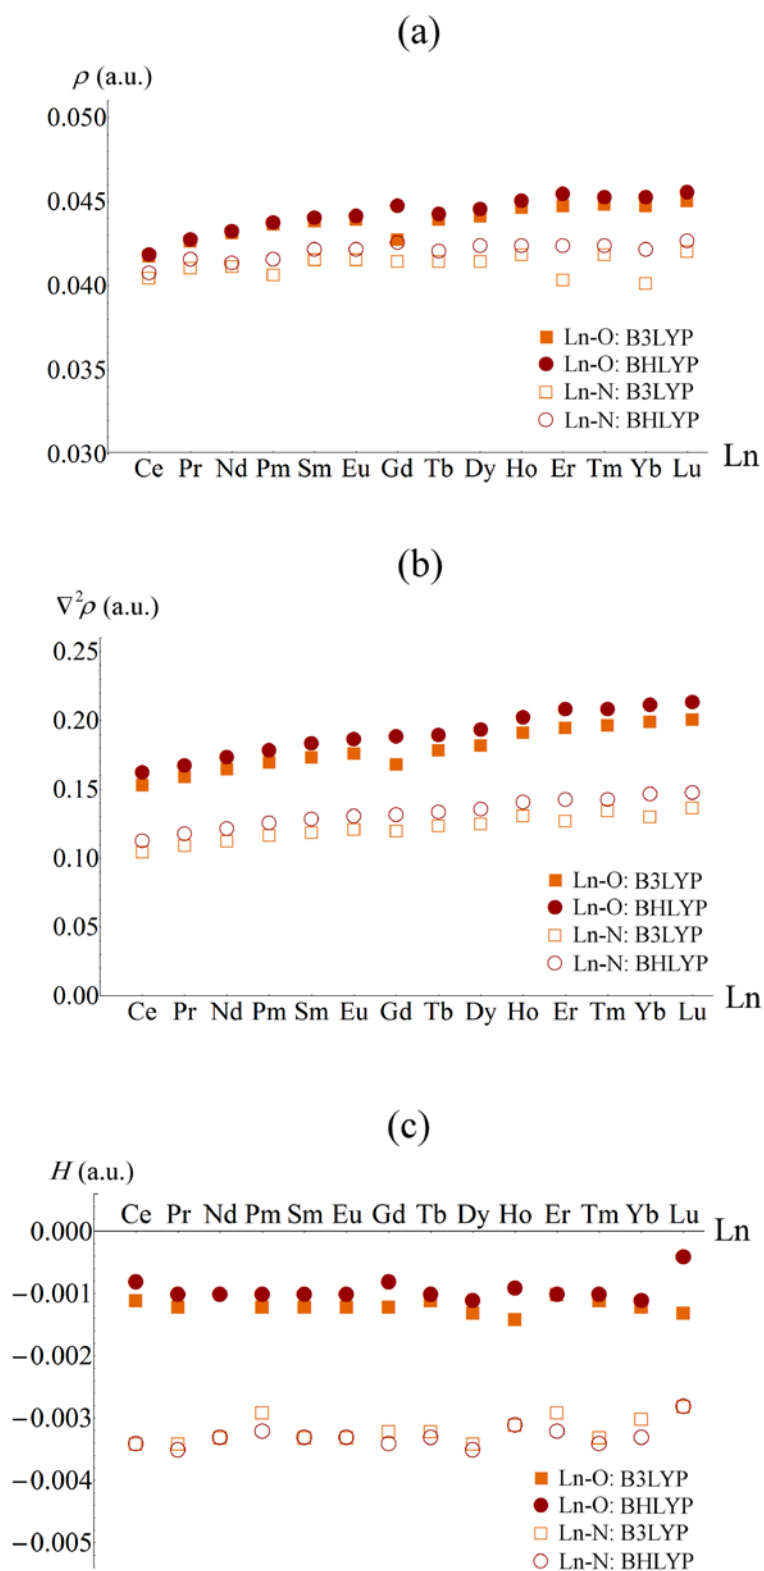 (a)
ρ (a.u.)
0.050
0.045
0.040
0.035
0.030
Ln-O: B3LYP
Ln-O: BHLYP
Ln-N: B3LYP
Ln-N: BHLYP
Ce Pr Nd Pm Sm Eu Gd Tb Dy Ho Er Tm Yb Lu Ln
(b)
∇²ρ (a.u.)
0.25
0.20
0.15
0.10
0.05
0.00
Ln-O: B3LYP
Ln-O: BHLYP
Ln-N: B3LYP
Ln-N: BHLYP
Ce Pr Nd Pm Sm Eu Gd Tb Dy Ho Er Tm Yb Lu Ln
(c)
H (a.u.)
Ce Pr Nd Pm Sm Eu Gd Tb Dy Ho Er Tm Yb Lu Ln
0.000
−0.001
−0.002
−0.003
−0.004
−0.005
Ln-O: B3LYP
Ln-O: BHLYP
Ln-N: B3LYP
Ln-N: BHLYP